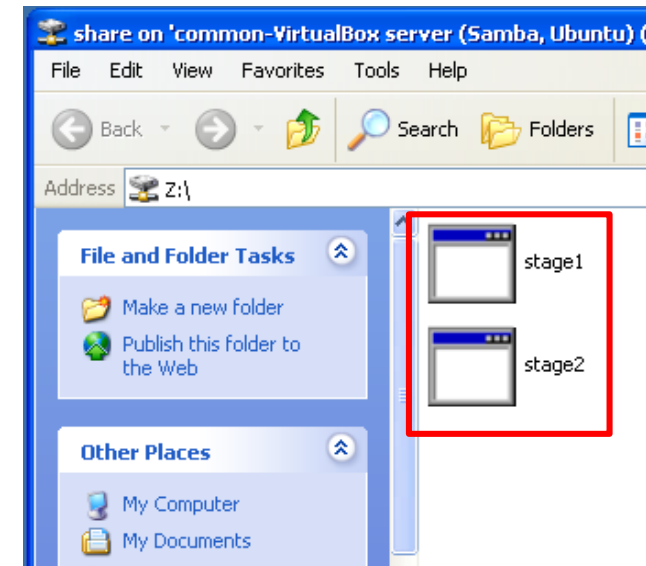 share on 'common-VirtualBox server (Samba, Ubuntu) (
File Edit View Favorites Tools Help
Back Search Folders
Address Z:\
File and Folder Tasks
Make a new folder
Publish this folder to
the Web
Other Places
My Computer
My Documents
stage1
stage2